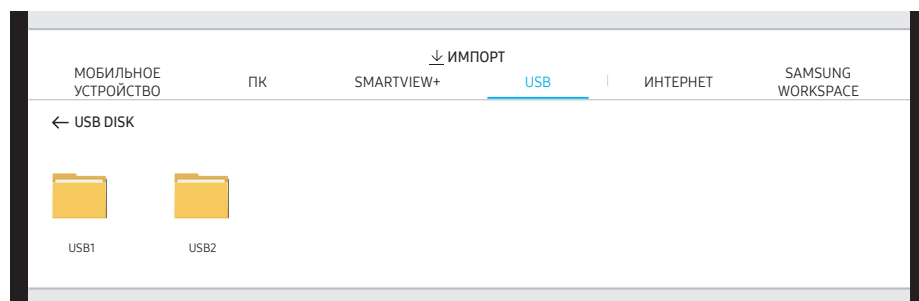 ИМПОРТ
МОБИЛЬНОЕ
УСТРОЙСТВО
ПК
SMARTVIEW+
USB
ИНТЕРНЕТ
SAMSUNG
WORKSPACE
USB DISK
USB1
USB2